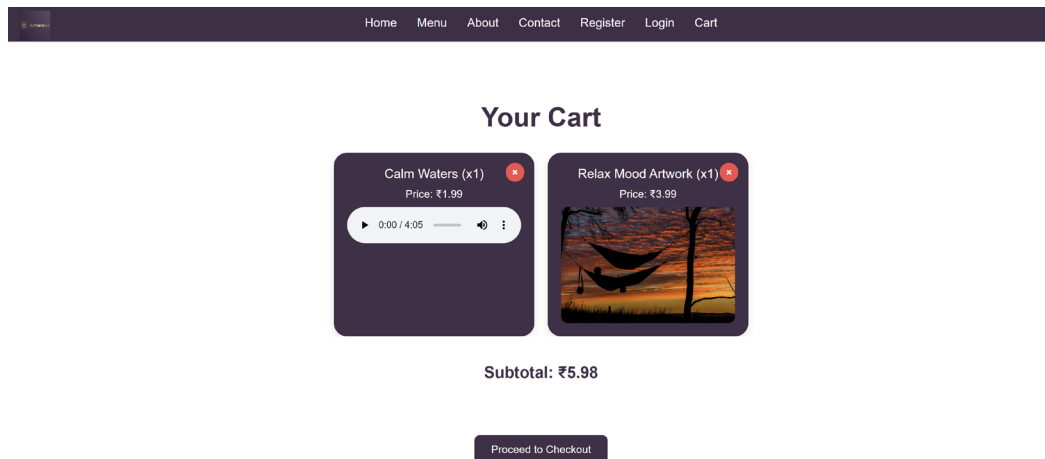 Home Menu About Contact Register Login Cart
Your Cart
Calm Waters (x1)
Price: ₹1.99
0:00 / 4:05
Relax Mood Artwork (x1)
Price: ₹3.99
Subtotal: ₹5.98
Proceed to Checkout